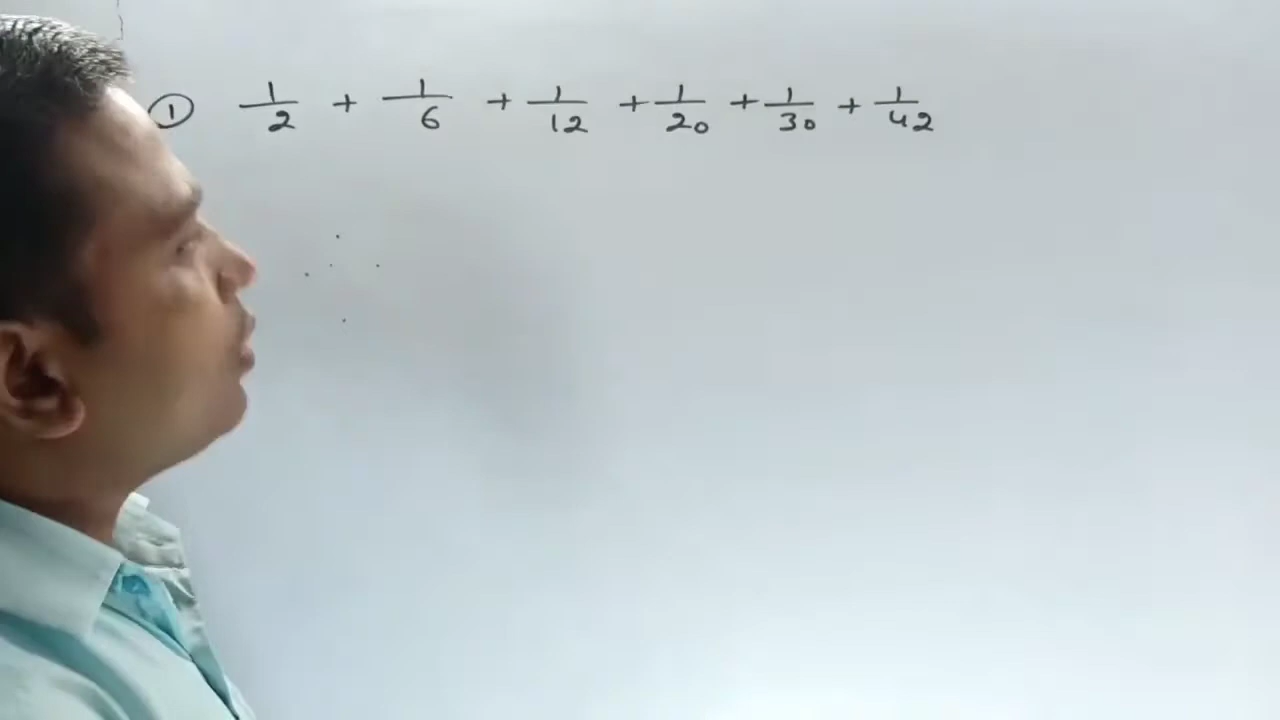 ① 1/2 + 1/6 + 1/12 + 1/20 + 1/30 + 1/42